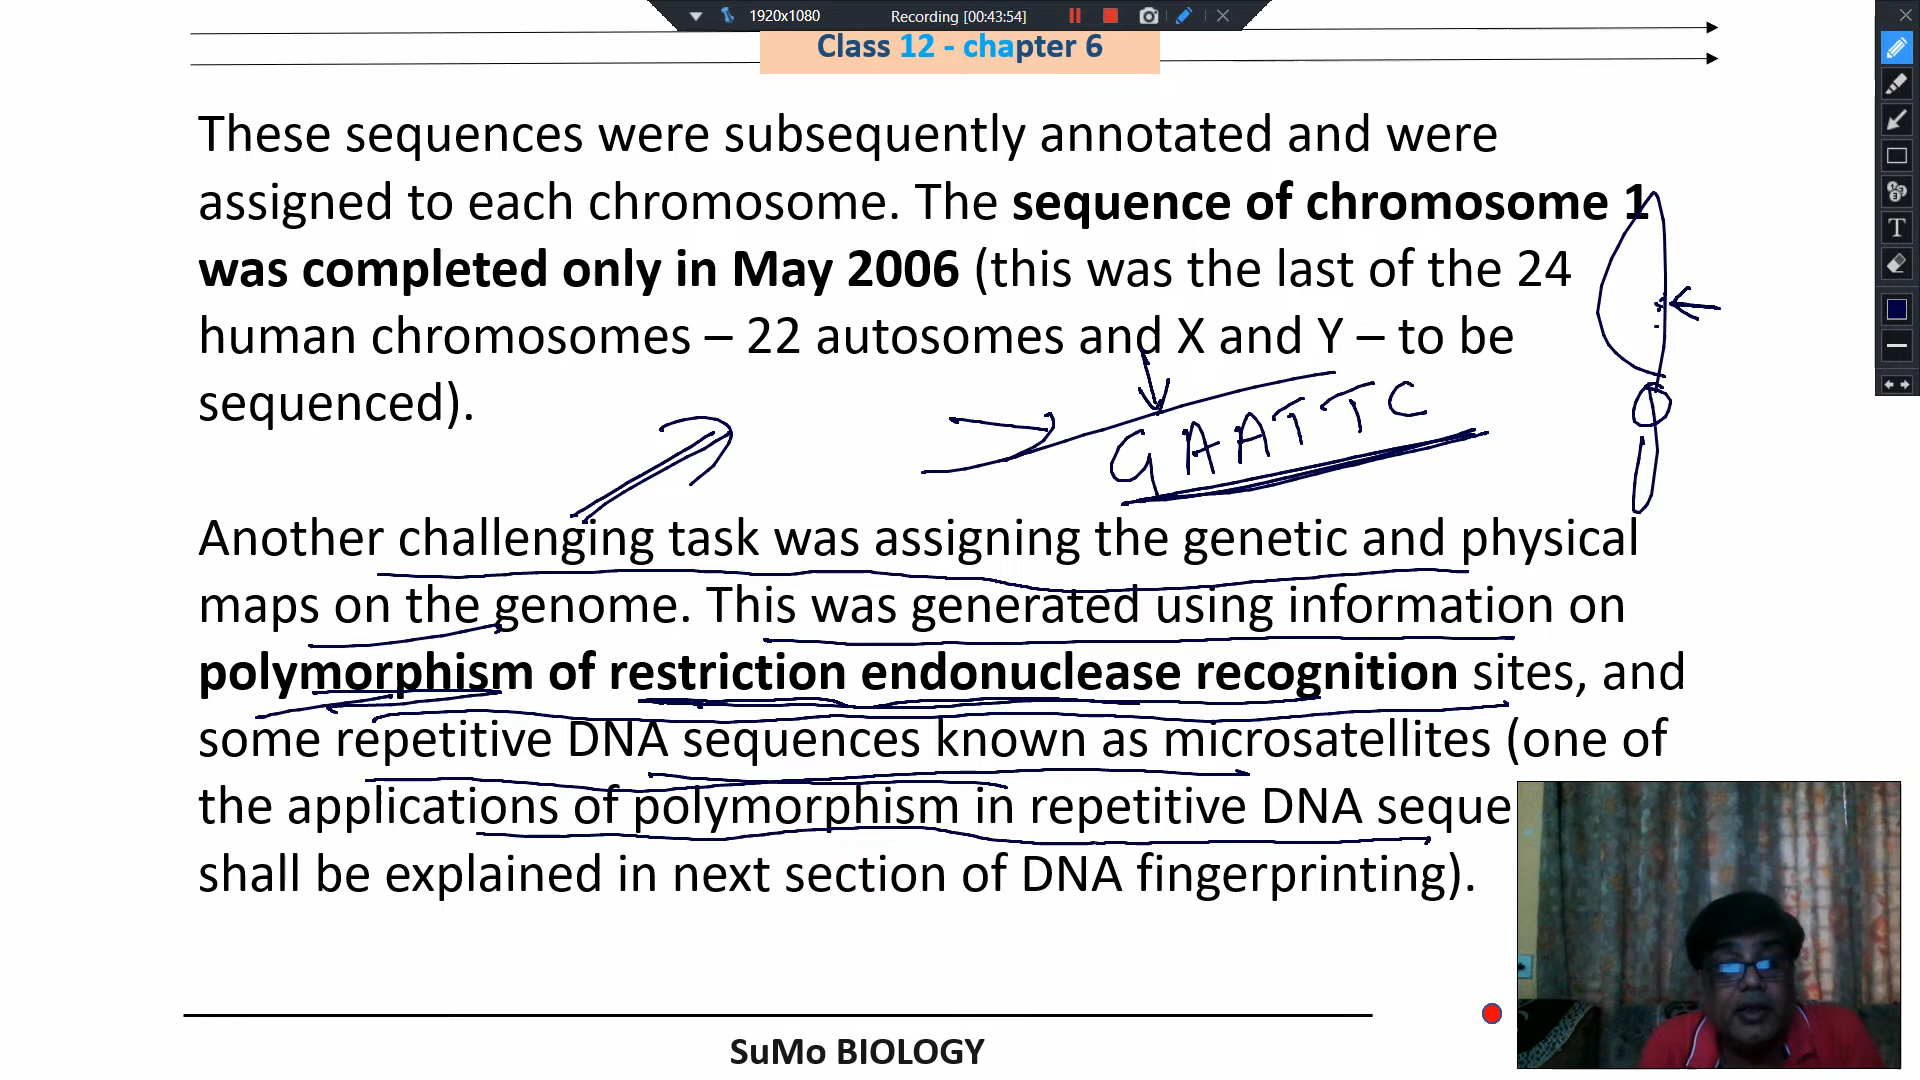 1920x1080
Recording [00:43:54]
Class 12 - chapter 6
These sequences were subsequently annotated and were
assigned to each chromosome. The sequence of chromosome 1
was completed only in May 2006 (this was the last of the 24
human chromosomes – 22 autosomes and X and Y – to be
sequenced).
GAATTC
Another challenging task was assigning the genetic and physical
maps on the genome. This was generated using information on
polymorphism of restriction endonuclease recognition sites, and
some repetitive DNA sequences known as microsatellites (one of
the applications of polymorphism in repetitive DNA seque
shall be explained in next section of DNA fingerprinting).
SuMo BIOLOGY